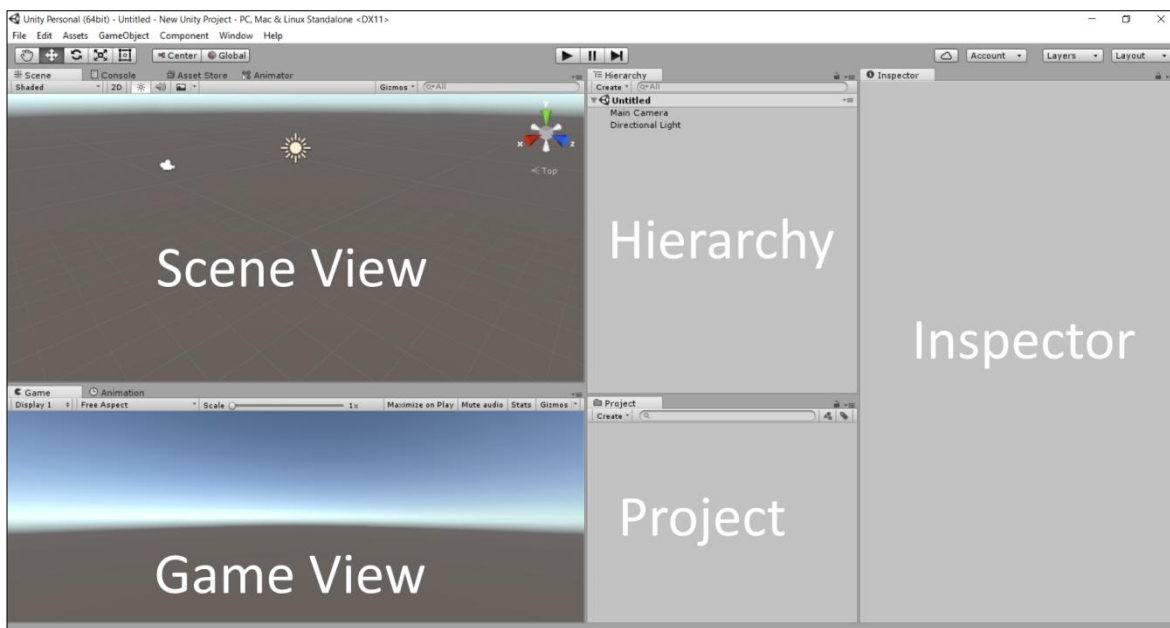 Unity Personal (64bit) - Untitled - New Unity Project - PC, Mac & Linux Standalone <DX11>
File Edit Assets GameObject Component Window Help
Center Global Account Layers Layout
Scene Console Asset Store Animator
Shaded 2D Gizmos All
y
x z
Top
Scene View
Hierarchy
Create All
Untitled
Main Camera
Directional Light
Hierarchy
Inspector
Inspector
Game Animation
Display 1 Free Aspect Scale 1x Maximize on Play Mute audio Stats Gizmos
Game View
Project
Create
Project